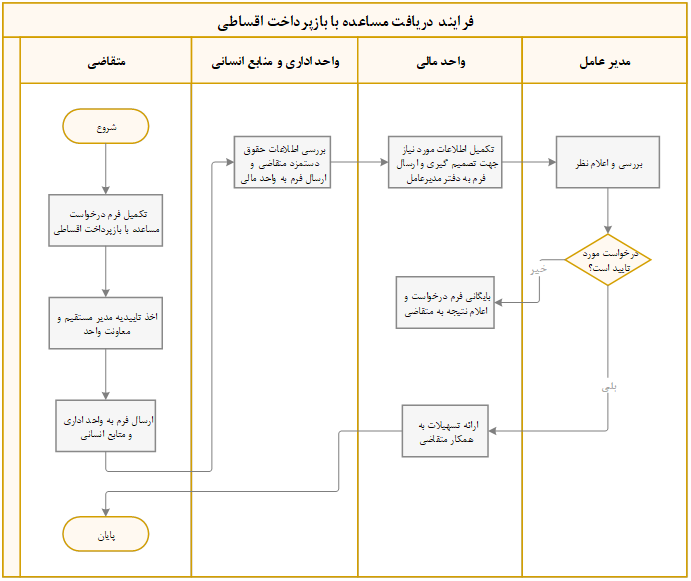 فرایند دریافت مساعده با بازپرداخت اقساطی
متقاضی
واحد اداری و منابع انسانی
واحد مالی
مدیر عامل
شروع
تکمیل فرم درخواست
مساعده با بازپرداخت اقساطی
اخذ تاییدیه مدیر مستقیم و
معاونت واحد
ارسال فرم به واحد اداری
و منابع انسانی
بررسی اطلاعات حقوق
دستمزد متقاضی و
ارسال فرم به واحد مالی
تکمیل اطلاعات مورد نیاز
جهت تصمیم گیری و ارسال
فرم به دفتر مدیرعامل
بررسی و اعلام نظر
درخواست مورد
تایید است؟
خیر
بایگانی فرم درخواست و
اعلام نتیجه به متقاضی
بلی
ارائه تسهیلات به
همکار متقاضی
پایان